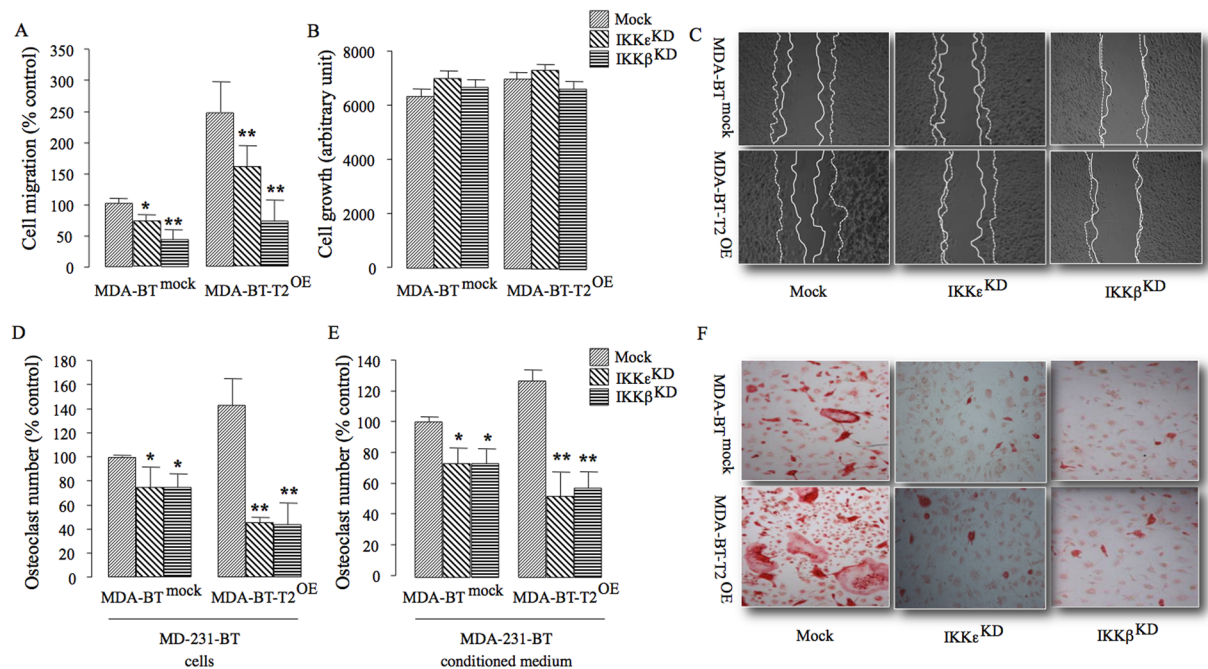 A
Cell migration (% control)
350
300
250
200
150
100
50
0
*
**
**
**
MDA-BT mock
MDA-BT-T2 OE
B
Cell growth (arbitrary unit)
8000
6000
4000
2000
0
MDA-BT mock
MDA-BT-T2 OE
Mock
IKKε KD
IKKβ KD
C
MDA-BT mock
MDA-BT-T2 OE
Mock
IKKε KD
IKKβ KD
D
Osteoclast number (% control)
180
160
140
120
100
80
60
40
20
0
*
*
**
**
MDA-BT mock
MDA-BT-T2 OE
MD-231-BT
cells
E
Osteoclast number (% control)
140
120
100
80
60
40
20
0
*
*
**
**
MDA-BT mock
MDA-BT-T2 OE
MDA-231-BT
conditioned medium
Mock
IKKε KD
IKKβ KD
F
MDA-BT mock
MDA-BT-T2 OE
Mock
IKKε KD
IKKβ KD